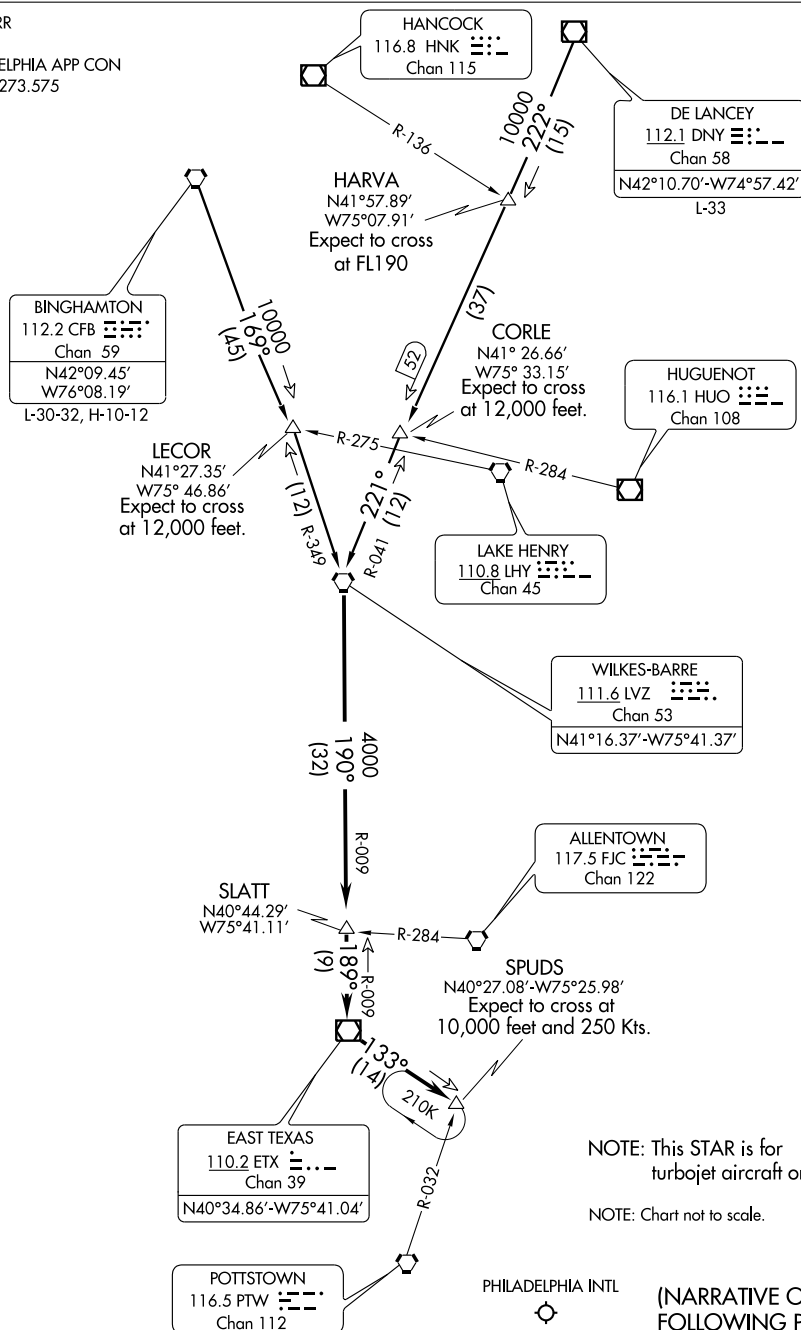 RR
ELPHIA APP CON
273.575
HANCOCK
116.8 HNK
Chan 115
DE LANCEY
112.1 DNY
Chan 58
N42°10.70'-W74°57.42'
L-33
R-136
10000
222°
(15)
HARVA
N41°57.89'
W75°07.91'
Expect to cross
at FL190
BINGHAMTON
112.2 CFB
Chan 59
N42°09.45'
W76°08.19'
L-30-32, H-10-12
10000
169°
(45)
(37)
52
CORLE
N41° 26.66'
W75° 33.15'
Expect to cross
at 12,000 feet.
HUGUENOT
116.1 HUO
Chan 108
LECOR
N41°27.35'
W75° 46.86'
Expect to cross
at 12,000 feet.
R-275
R-284
(12)
R-349
221°
(12)
R-041
LAKE HENRY
110.8 LHY
Chan 45
WILKES-BARRE
111.6 LVZ
Chan 53
N41°16.37'-W75°41.37'
4000
190°
(32)
R-009
ALLENTOWN
117.5 FJC
Chan 122
SLATT
N40°44.29'
W75°41.11'
R-284
189°
(9)
R-009
SPUDS
N40°27.08'-W75°25.98'
Expect to cross at
10,000 feet and 250 Kts.
133°
(14)
210K
EAST TEXAS
110.2 ETX
Chan 39
N40°34.86'-W75°41.04'
R-032
NOTE: This STAR is for
turbojet aircraft on
NOTE: Chart not to scale.
POTTSTOWN
116.5 PTW
Chan 112
PHILADELPHIA INTL
(NARRATIVE O
FOLLOWING P